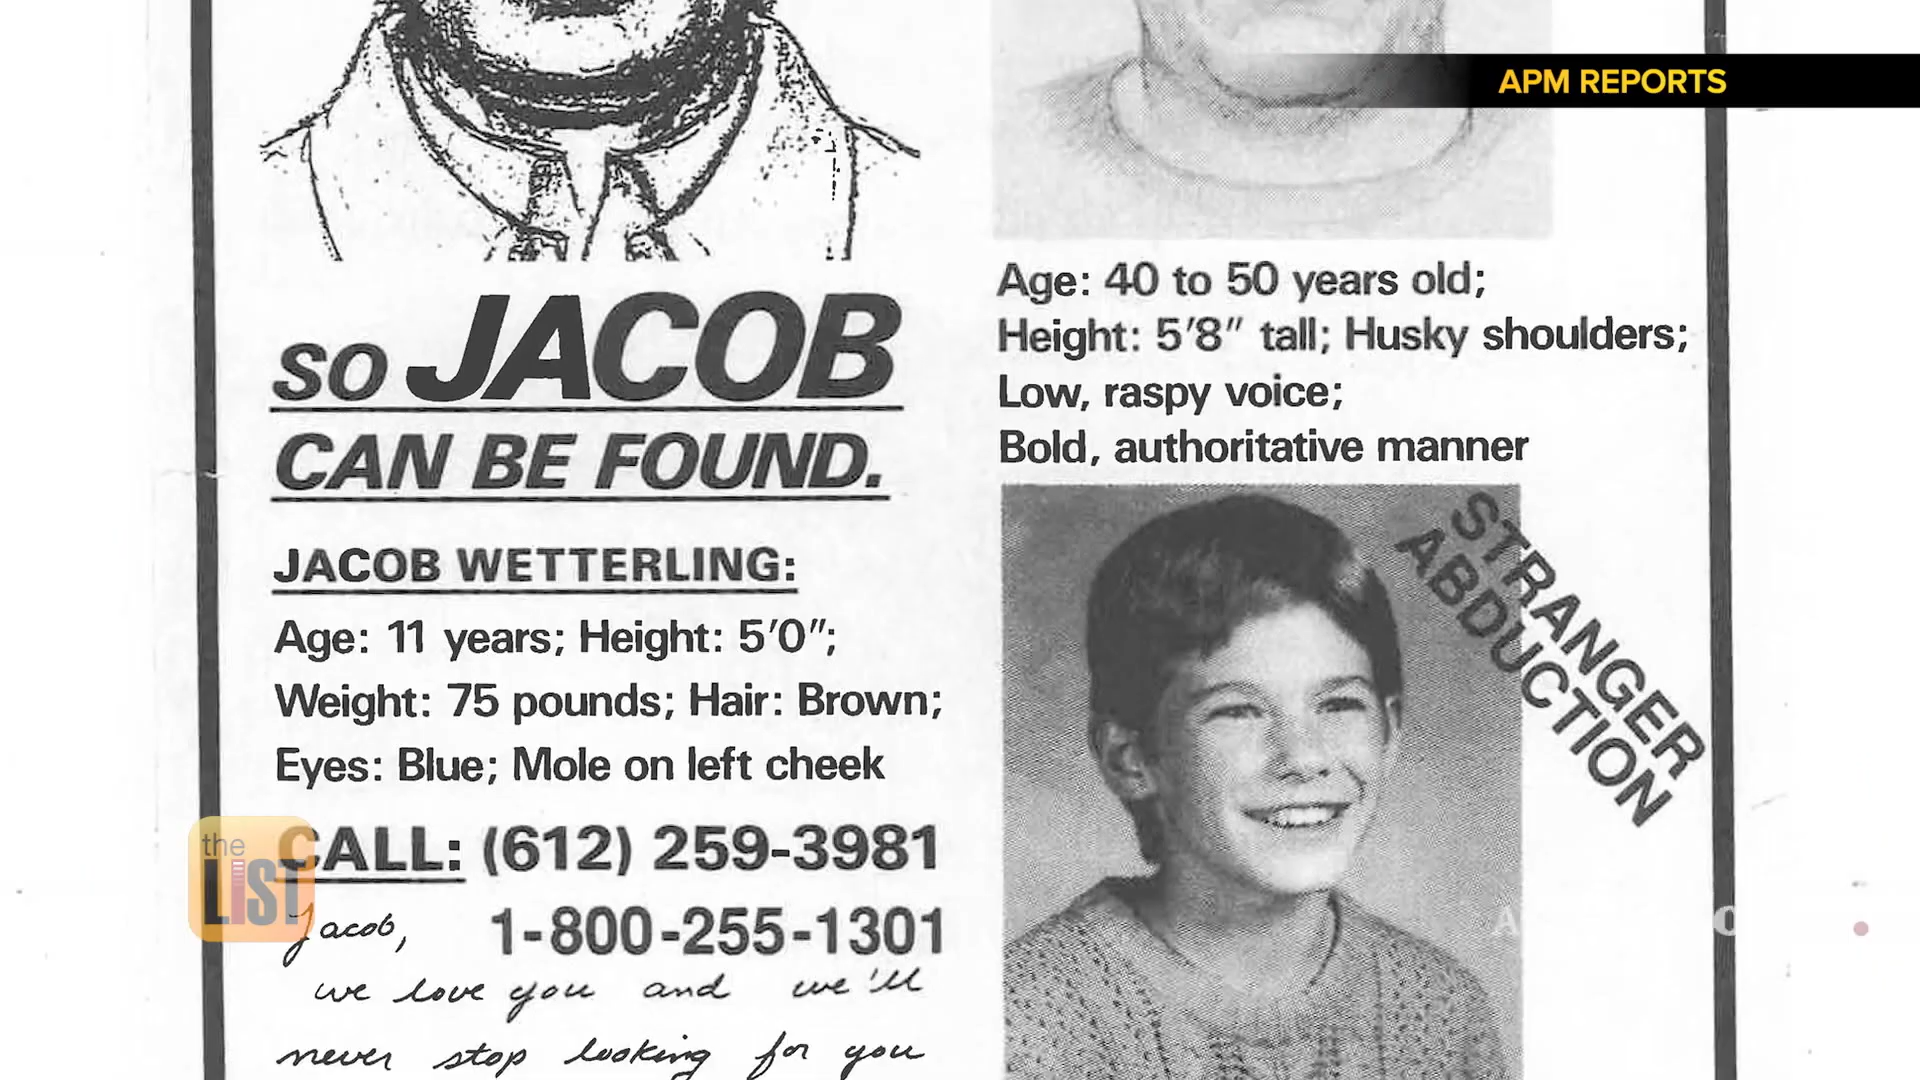 APM REPORTS
Age: 40 to 50 years old;
Height: 5'8" tall; Husky shoulders;
Low, raspy voice;
Bold, authoritative manner
SO JACOB
CAN BE FOUND.
JACOB WETTERLING:
Age: 11 years; Height: 5'0";
Weight: 75 pounds; Hair: Brown;
Eyes: Blue; Mole on left cheek
CALL: (612) 259-3981
1-800-255-1301
Jacob,
we love you and we'll
never stop looking for you
STRANGER
ABDUCTION
the
LIST